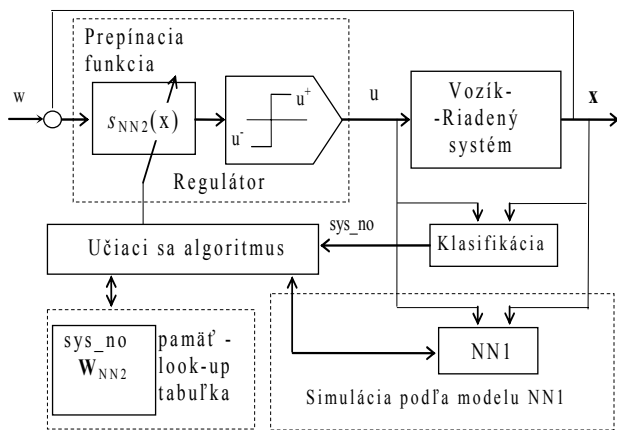 Prepínacia
funkcia
w
s_NN2(x)
u⁺
u⁻
Regulátor
u
Vozík-
-Riadený
systém
x
sys_no
Učiaci sa algoritmus
Klasifikácia
sys_no
W_NN2
pamäť -
look-up
tabuľka
NN1
Simulácia podľa modelu NN1